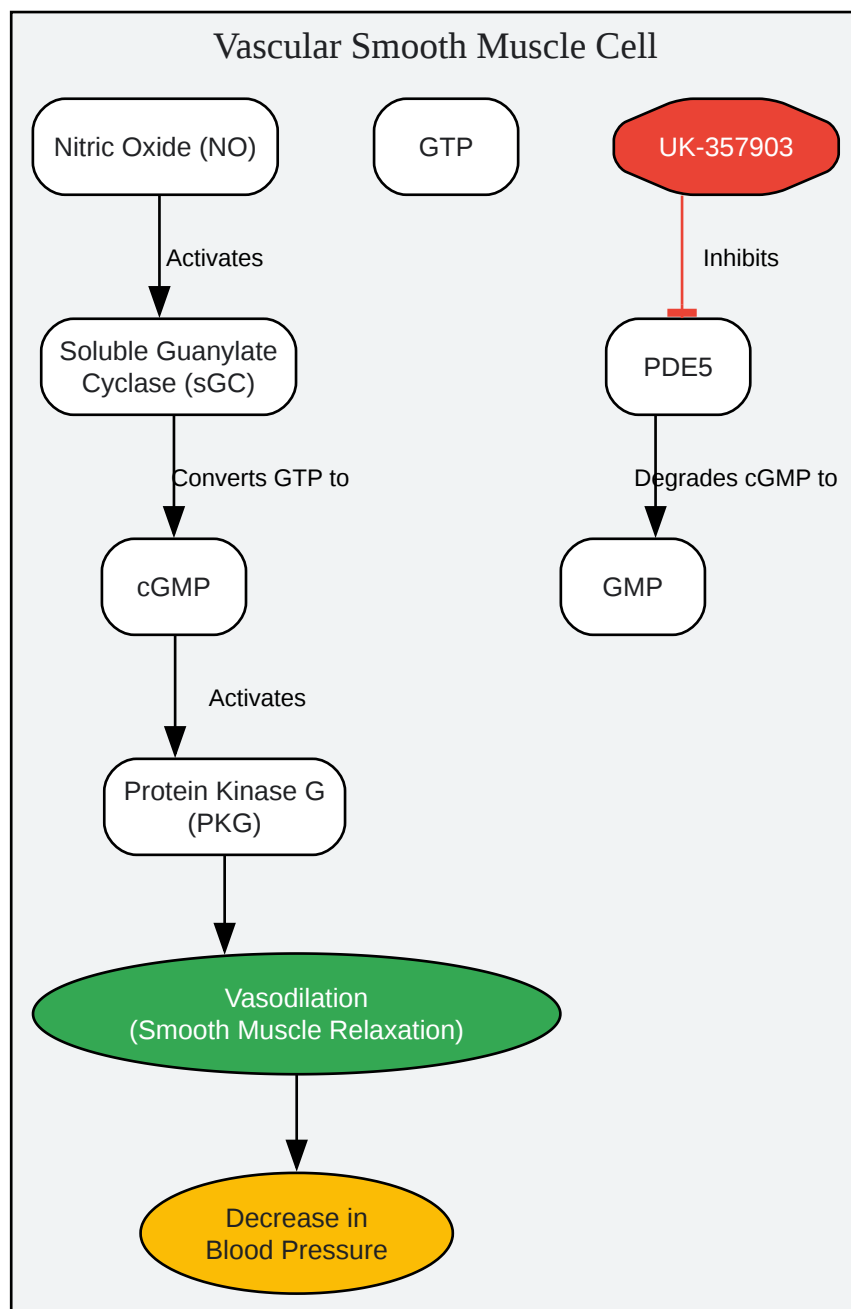 Vascular Smooth Muscle Cell
Nitric Oxide (NO)
GTP
UK-357903
Activates
Inhibits
Soluble Guanylate
Cyclase (sGC)
PDE5
Converts GTP to
Degrades cGMP to
cGMP
GMP
Activates
Protein Kinase G
(PKG)
Vasodilation
(Smooth Muscle Relaxation)
Decrease in
Blood Pressure